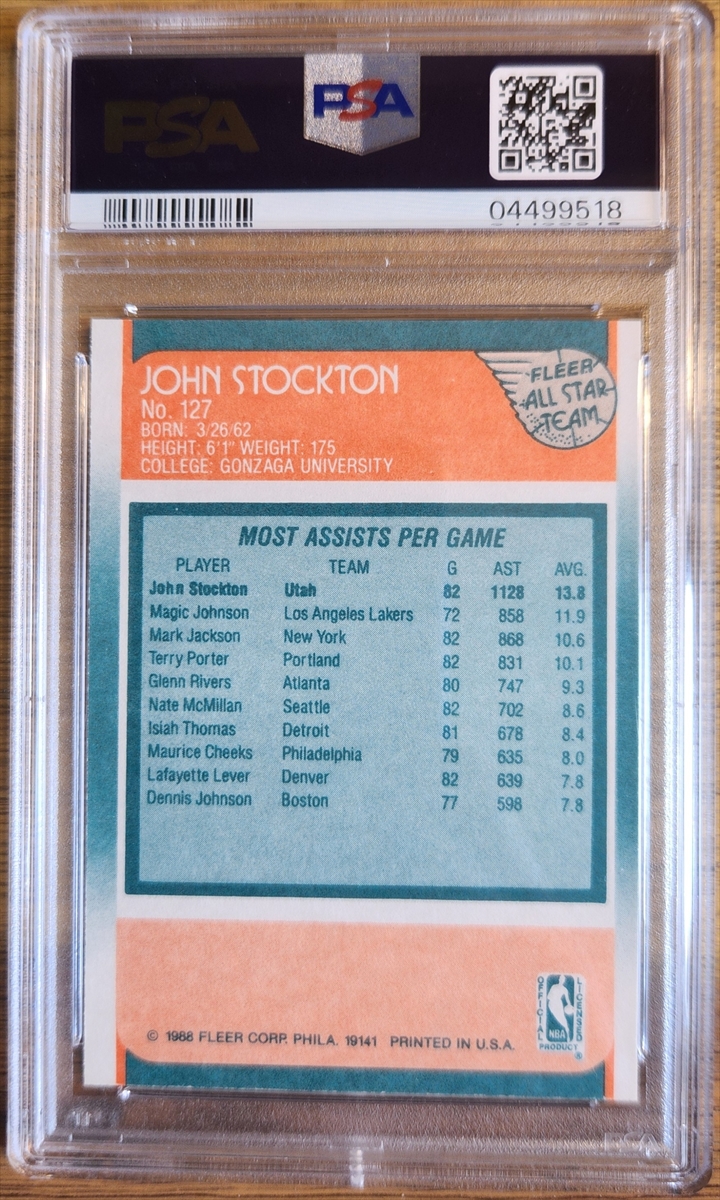 PSA
PSA
04499518
JOHN STOCKTON
No. 127
BORN: 3/26/62
HEIGHT: 6'1" WEIGHT: 175
COLLEGE: GONZAGA UNIVERSITY
FLEER
ALL STAR
TEAM
MOST ASSISTS PER GAME
PLAYER TEAM G AST AVG.
John Stockton Utah 82 1128 13.8
Magic Johnson Los Angeles Lakers 72 858 11.9
Mark Jackson New York 82 868 10.6
Terry Porter Portland 82 831 10.1
Glenn Rivers Atlanta 80 747 9.3
Nate McMillan Seattle 82 702 8.6
Isiah Thomas Detroit 81 678 8.4
Maurice Cheeks Philadelphia 79 635 8.0
Lafayette Lever Denver 82 639 7.8
Dennis Johnson Boston 77 598 7.8
© 1988 FLEER CORP. PHILA. 19141 PRINTED IN U.S.A.
OFFICIAL
LICENSED
NBA
PRODUCT
®
PSA